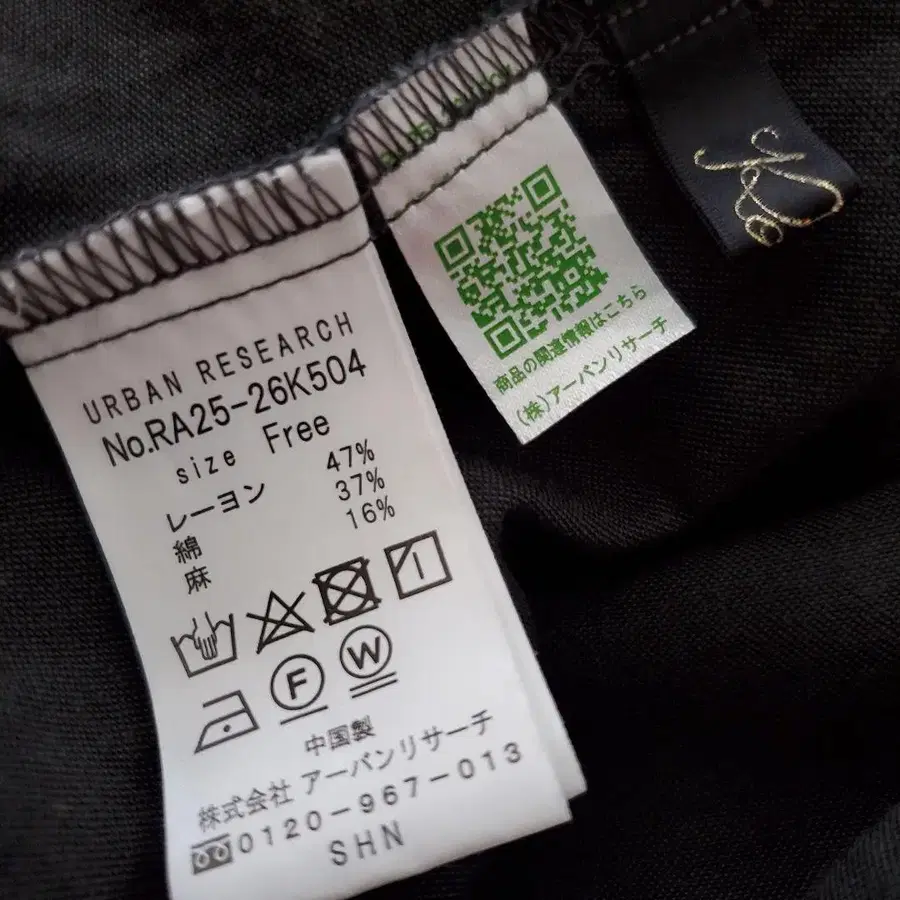 URBAN RESEARCH
No.RA25-26K504
size Free
レーヨン 47%
綿 37%
麻 16%
F W
中国製
株式会社 アーバンリサーチ
0120-967-013
SHN
商品の関連情報はこちら
(株)アーバンリサーチ